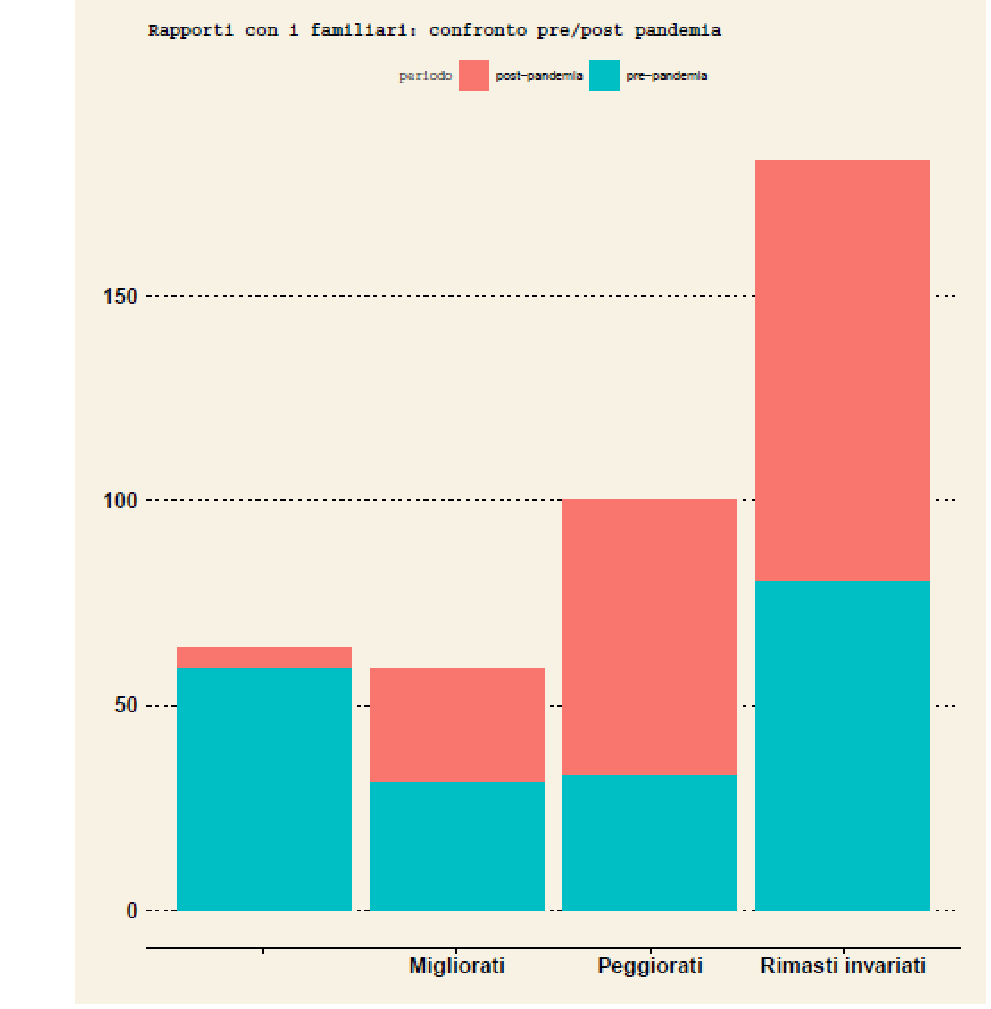 Rapporti con i familiari: confronto pre/post pandemia
periodo post-pandemia pre-pandemia
150
100
50
0
Migliorati Peggiorati Rimasti invariati